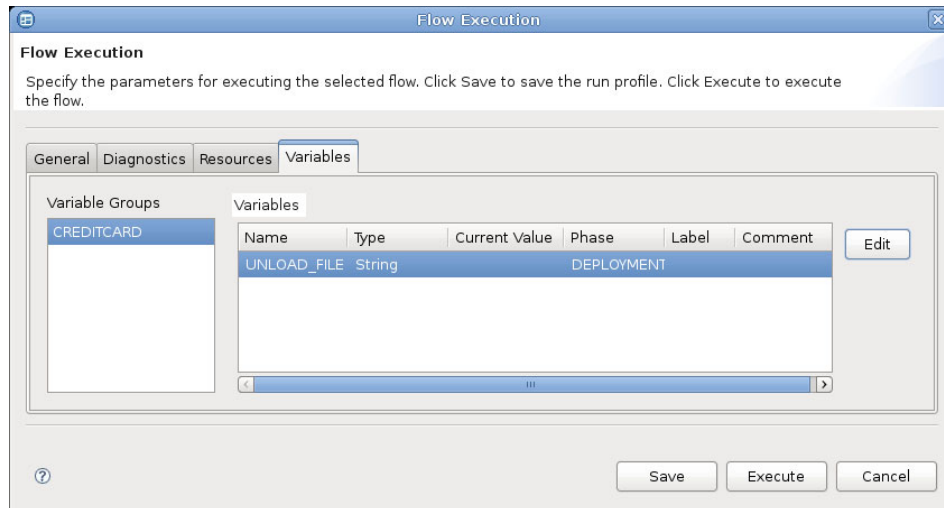 Flow Execution
Flow Execution
Specify the parameters for executing the selected flow. Click Save to save the run profile. Click Execute to execute
the flow.
General Diagnostics Resources Variables
Variable Groups Variables
CREDITCARD
Name Type Current Value Phase Label Comment
Edit
UNLOAD_FILE String DEPLOYMENT
Save Execute Cancel